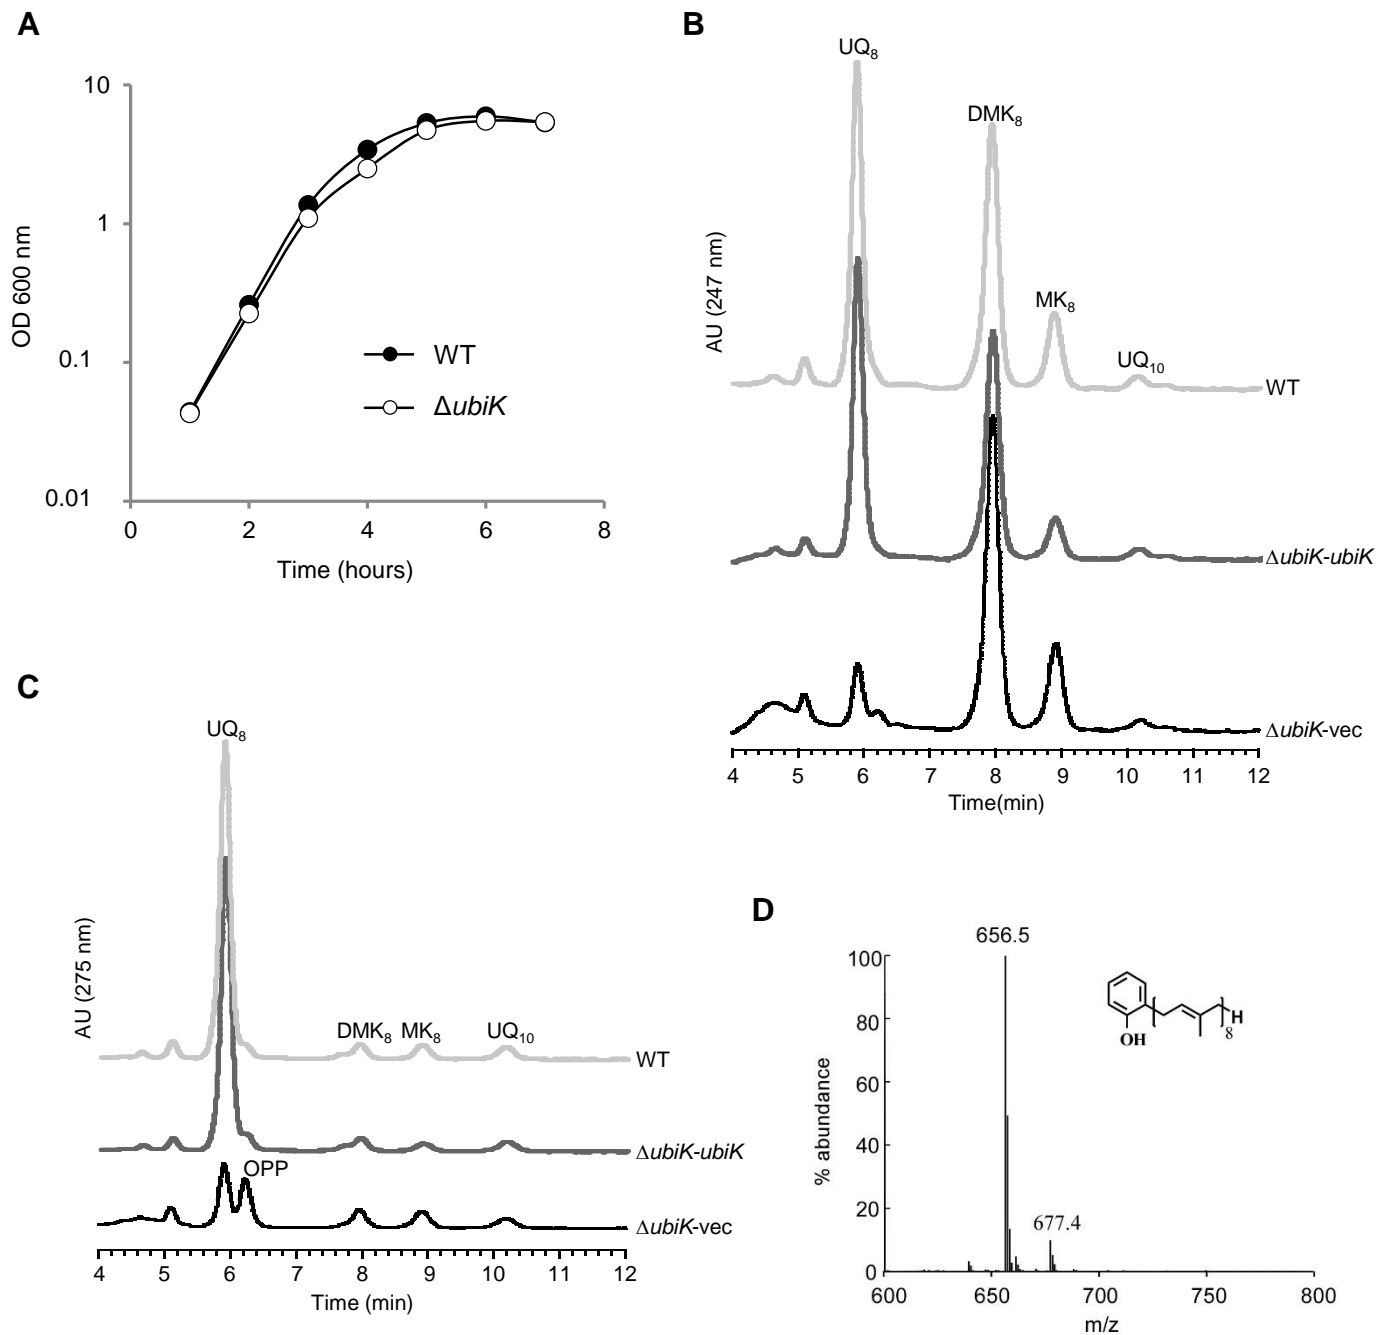 A
10
1
0.1
0.01
0
2
4
6
8
OD 600 nm
Time (hours)
WT
ΔubiK
B
UQ8
DMK8
MK8
UQ10
AU (247 nm)
WT
ΔubiK-ubiK
ΔubiK-vec
4 5 6 7 8 9 10 11 12
Time(min)
C
UQ8
AU (275 nm)
DMK8 MK8 UQ10
WT
ΔubiK-ubiK
OPP
ΔubiK-vec
4 5 6 7 8 9 10 11 12
Time (min)
D
656.5
100
80
60
40
20
0
% abundance
OH
8
H
677.4
600 650 700 750 800
m/z